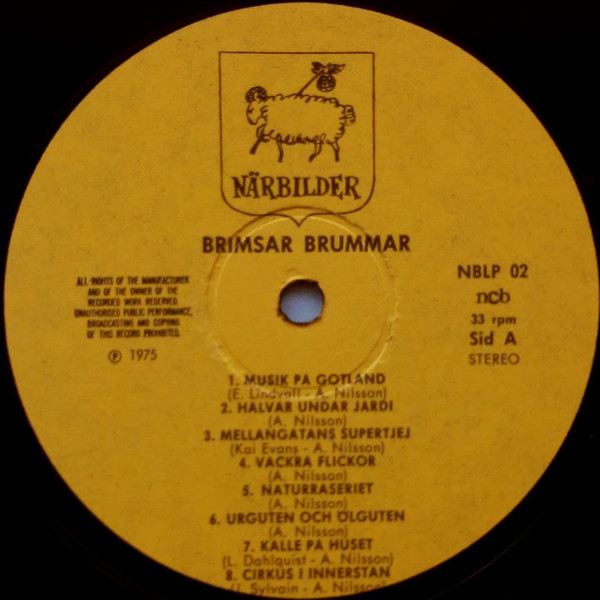 NÄRBILDER
BRIMSAR BRUMMAR
ALL RIGHTS OF THE MANUFACTURER
AND OF THE OWNER OF THE
RECORDED WORK RESERVED.
UNAUTHORISED PUBLIC PERFORMANCE,
BROADCASTING AND COPYING
OF THIS RECORD PROHIBITED.
Ⓟ 1975
NBLP 02
ncb
33 rpm
Sid A
STEREO
1. MUSIK PÅ GOTLAND
(E. Lindvall - A. Nilsson)
2. HALVAR UNDAR JARDI
(A. Nilsson)
3. MELLANGATANS SUPERTJEJ
(Kai Evans - A. Nilsson)
4. VACKRA FLICKOR
(A. Nilsson)
5. NATURRASERIET
(A. Nilsson)
6. URGUTEN OCH ÖLGUTEN
(A. Nilsson)
7. KALLE PÅ HUSET
(L. Dahlquist - A. Nilsson)
8. CIRKUS I INNERSTAN
Sylvain - A. Nilsson)